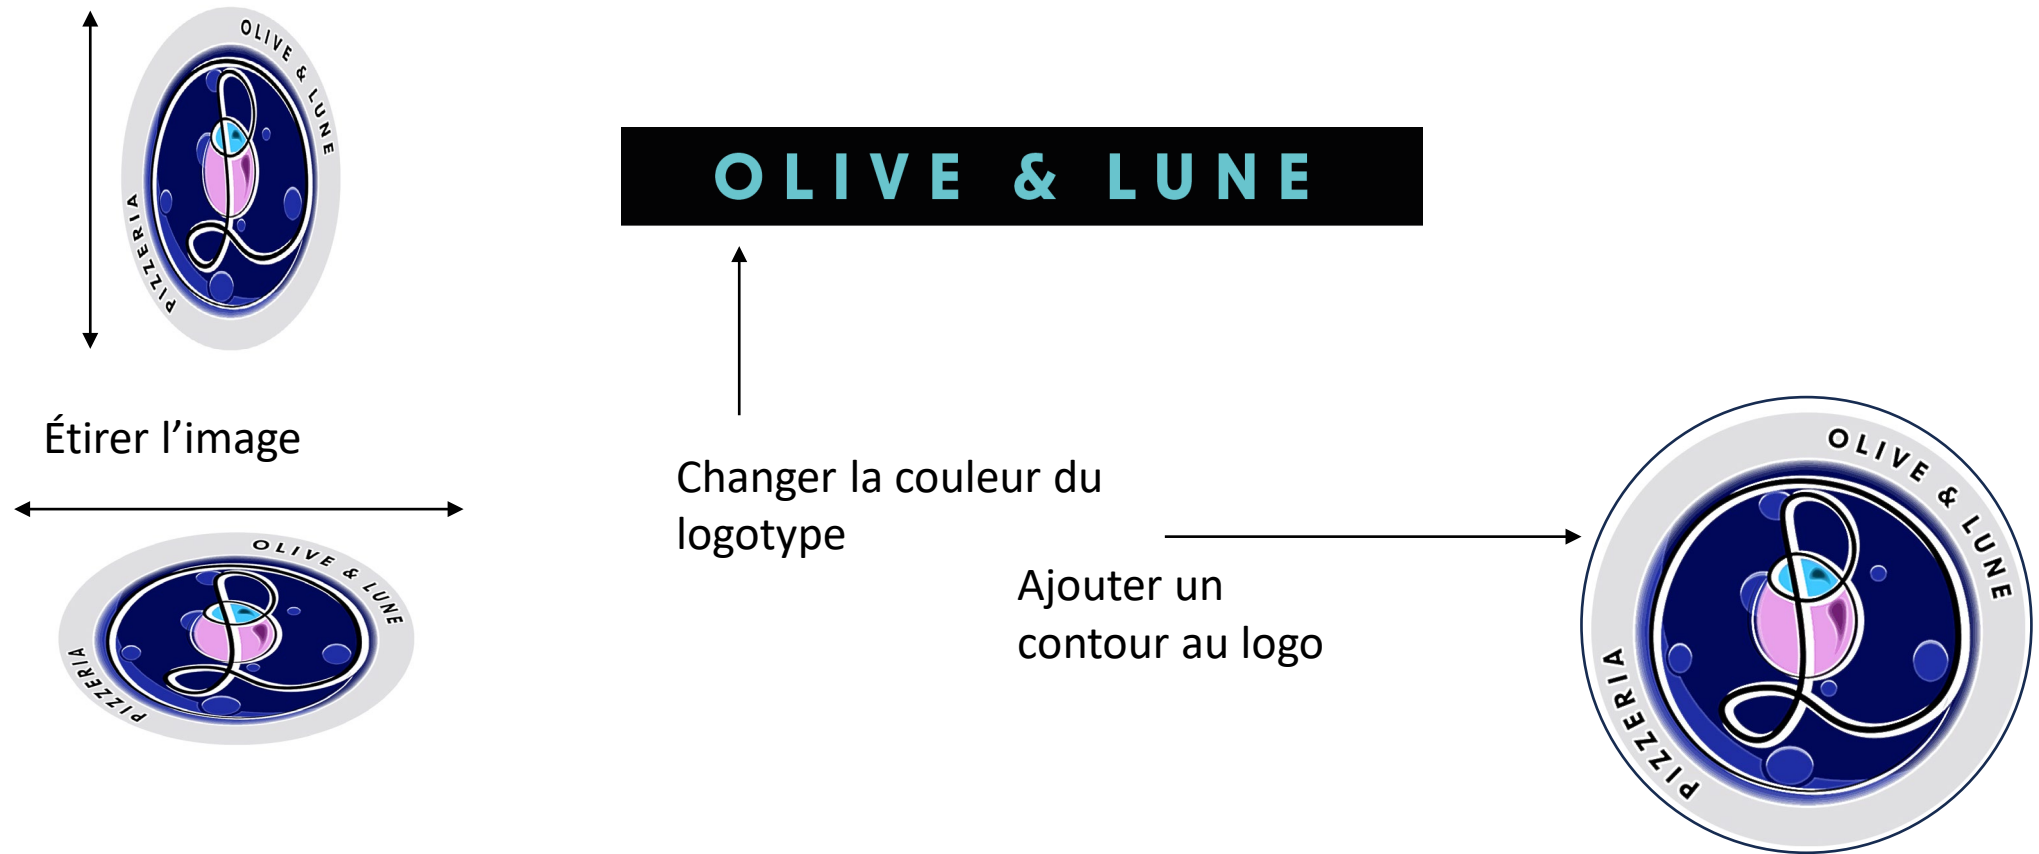 OLIVE & LUNE
PIZZERIA
Étirer l’image
OLIVE & LUNE
PIZZERIA
OLIVE & LUNE
Changer la couleur du
logotype
Ajouter un
contour au logo
OLIVE & LUNE
PIZZERIA